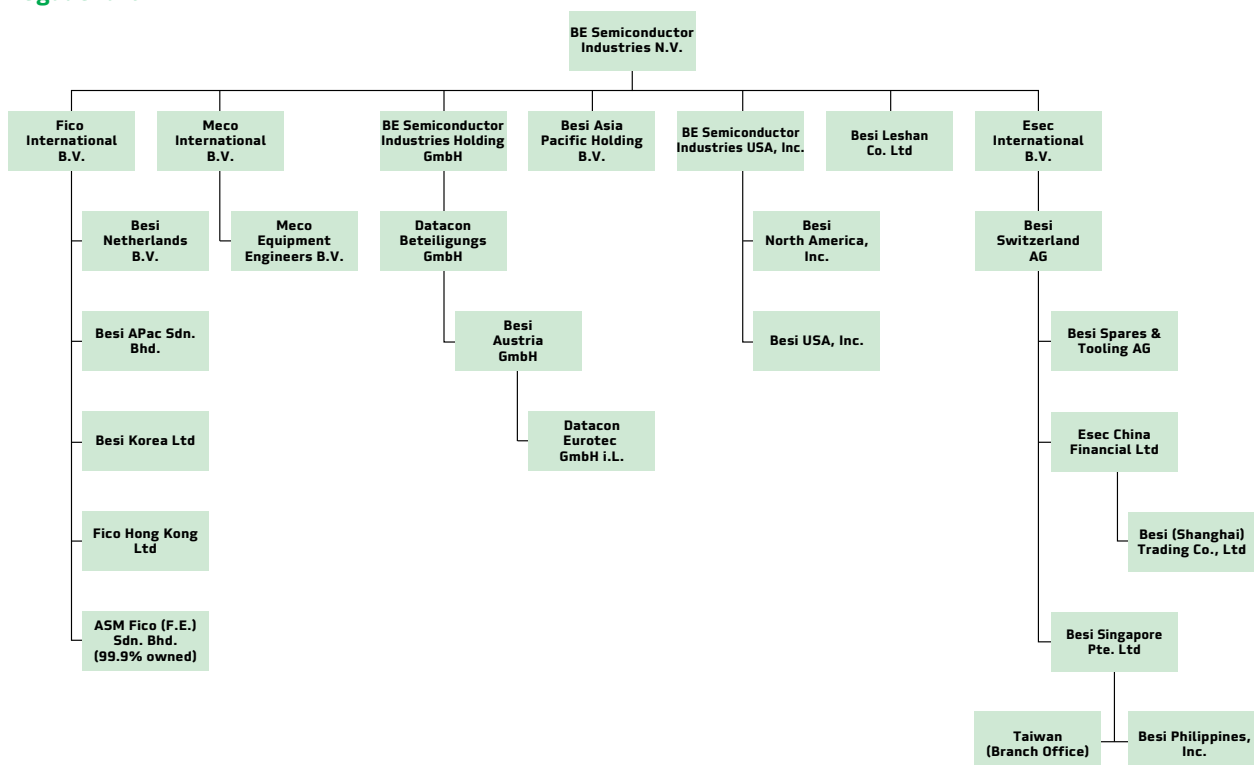 BE Semiconductor
Industries N.V.
Fico
International
B.V.
Meco
International
B.V.
BE Semiconductor
Industries Holding
GmbH
Besi Asia
Pacific Holding
B.V.
BE Semiconductor
Industries USA, Inc.
Besi Leshan
Co. Ltd
Esec
International
B.V.
Besi
Netherlands
B.V.
Meco
Equipment
Engineers B.V.
Datacon
Beteiligungs
GmbH
Besi
North America,
Inc.
Besi
Switzerland
AG
Besi APac Sdn.
Bhd.
Besi
Austria
GmbH
Besi USA, Inc.
Besi Spares &
Tooling AG
Besi Korea Ltd
Datacon
Eurotec
GmbH i.L.
Esec China
Financial Ltd
Fico Hong Kong
Ltd
Besi (Shanghai)
Trading Co., Ltd
ASM Fico (F.E.)
Sdn. Bhd.
(99.9% owned)
Besi Singapore
Pte. Ltd
Taiwan
(Branch Office)
Besi Philippines,
Inc.